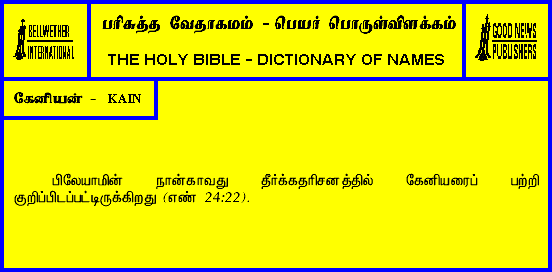 BELLWETHER
INTERNATIONAL
பரிசுத்த வேதாகமம் - பெயர் பொருள்விளக்கம்
THE HOLY BIBLE - DICTIONARY OF NAMES
GOOD NEWS
PUBLISHERS
கேனியன் - KAIN
பிலேயாமின் நான்காவது தீர்க்கதரிசனத்தில் கேனியரைப் பற்றி
குறிப்பிடப்பட்டிருக்கிறது (எண் 24:22).